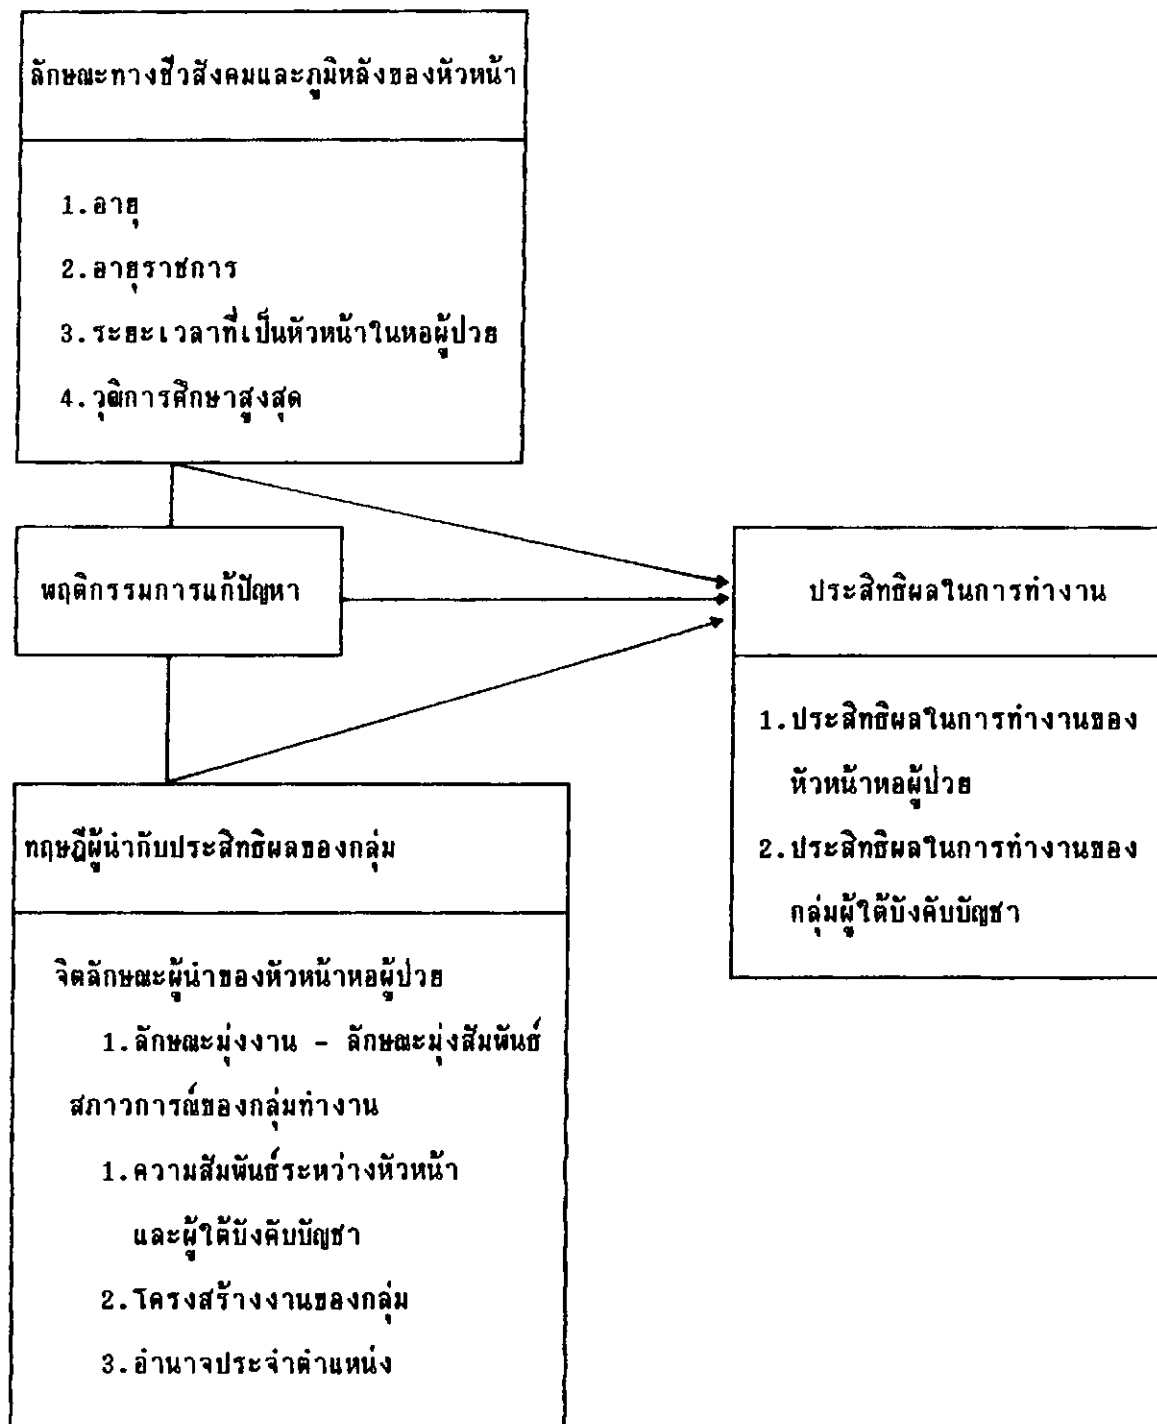 ลักษณะทางชีวสังคมและภูมิหลังของหัวหน้า
1.อายุ
2.อายุราชการ
3.ระยะเวลาที่เป็นหัวหน้าในหอผู้ป่วย
4.วุฒิการศึกษาสูงสุด
พฤติกรรมการแก้ปัญหา
ประสิทธิผลในการทำงาน
1.ประสิทธิผลในการทำงานของ
หัวหน้าหอผู้ป่วย
2.ประสิทธิผลในการทำงานของ
กลุ่มผู้ใต้บังคับบัญชา
ทฤษฎีผู้นำกับประสิทธิผลของกลุ่ม
จิตลักษณะผู้นำของหัวหน้าหอผู้ป่วย
1.ลักษณะมุ่งงาน - ลักษณะมุ่งสัมพันธ์
สภาวการณ์ของกลุ่มทำงาน
1.ความสัมพันธ์ระหว่างหัวหน้า
และผู้ใต้บังคับบัญชา
2.โครงสร้างงานของกลุ่ม
3.อำนาจประจำตำแหน่ง